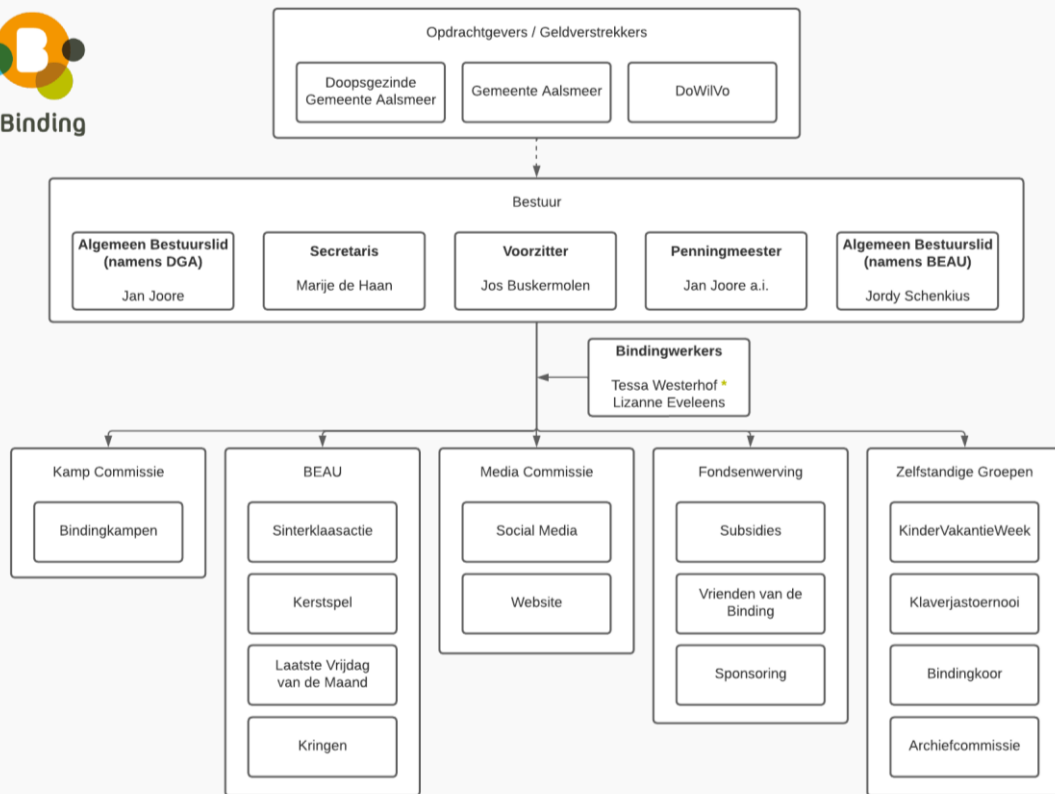 B
Binding
Opdrachtgevers / Geldverstrekkers
Doopsgezinde
Gemeente Aalsmeer
Gemeente Aalsmeer
DoWilVo
Bestuur
Algemeen Bestuurslid
(namens DGA)
Jan Joore
Secretaris
Marije de Haan
Voorzitter
Jos Buskermolen
Penningmeester
Jan Joore a.i.
Algemeen Bestuurslid
(namens BEAU)
Jordy Schenkius
Bindingwerkers
Tessa Westerhof *
Lizanne Eveleens
Kamp Commissie
Bindingkampen
BEAU
Sinterklaasactie
Kerstspel
Laatste Vrijdag
van de Maand
Kringen
Media Commissie
Social Media
Website
Fondsenwerving
Subsidies
Vrienden van de
Binding
Sponsoring
Zelfstandige Groepen
KinderVakantieWeek
Klaverjastoernooi
Bindingkoor
Archiefcommissie